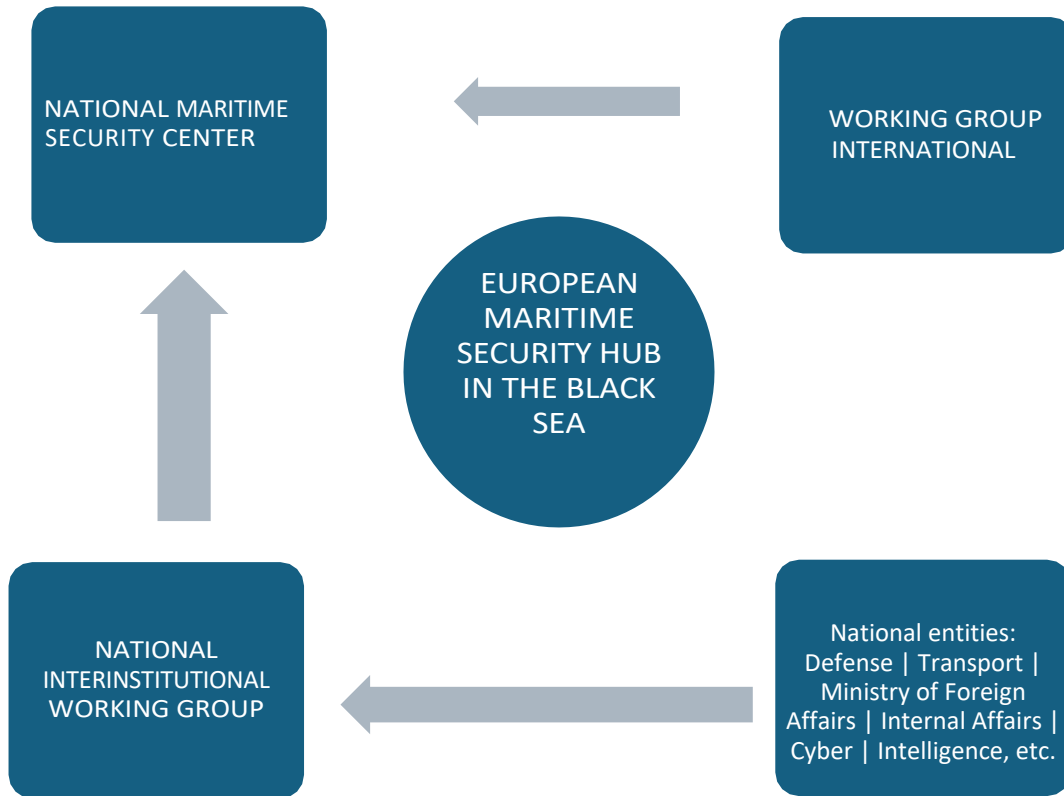 NATIONAL MARITIME
SECURITY CENTER
WORKING GROUP
INTERNATIONAL
EUROPEAN
MARITIME
SECURITY HUB
IN THE BLACK
SEA
NATIONAL
INTERINSTITUTIONAL
WORKING GROUP
National entities:
Defense | Transport |
Ministry of Foreign
Affairs | Internal Affairs |
Cyber | Intelligence, etc.